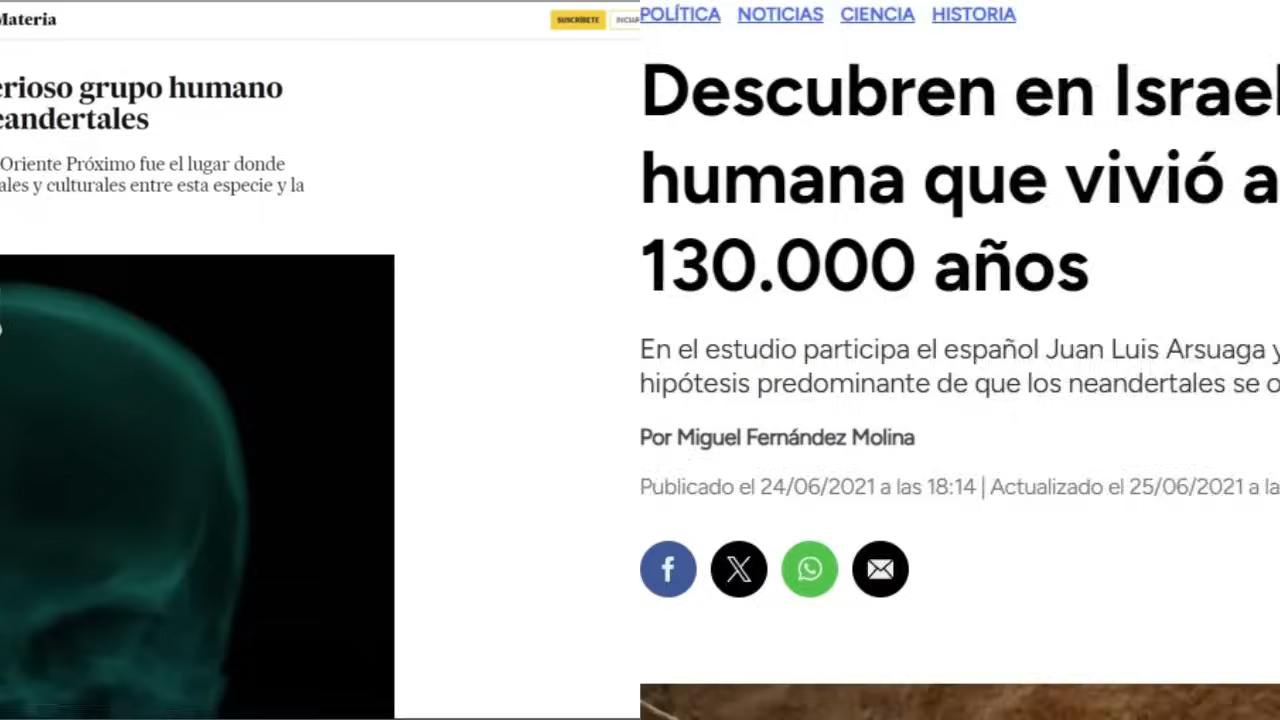 Materia
SUSCRÍBETE
erioso grupo humano
eandertales
Oriente Próximo fue el lugar donde
ales y culturales entre esta especie y la
POLÍTICA NOTICIAS CIENCIA HISTORIA
Descubren en Israel
humana que vivió a
130.000 años
En el estudio participa el español Juan Luis Arsuaga y
hipótesis predominante de que los neandertales se o
Por Miguel Fernández Molina
Publicado el 24/06/2021 a las 18:14 | Actualizado el 25/06/2021 a la